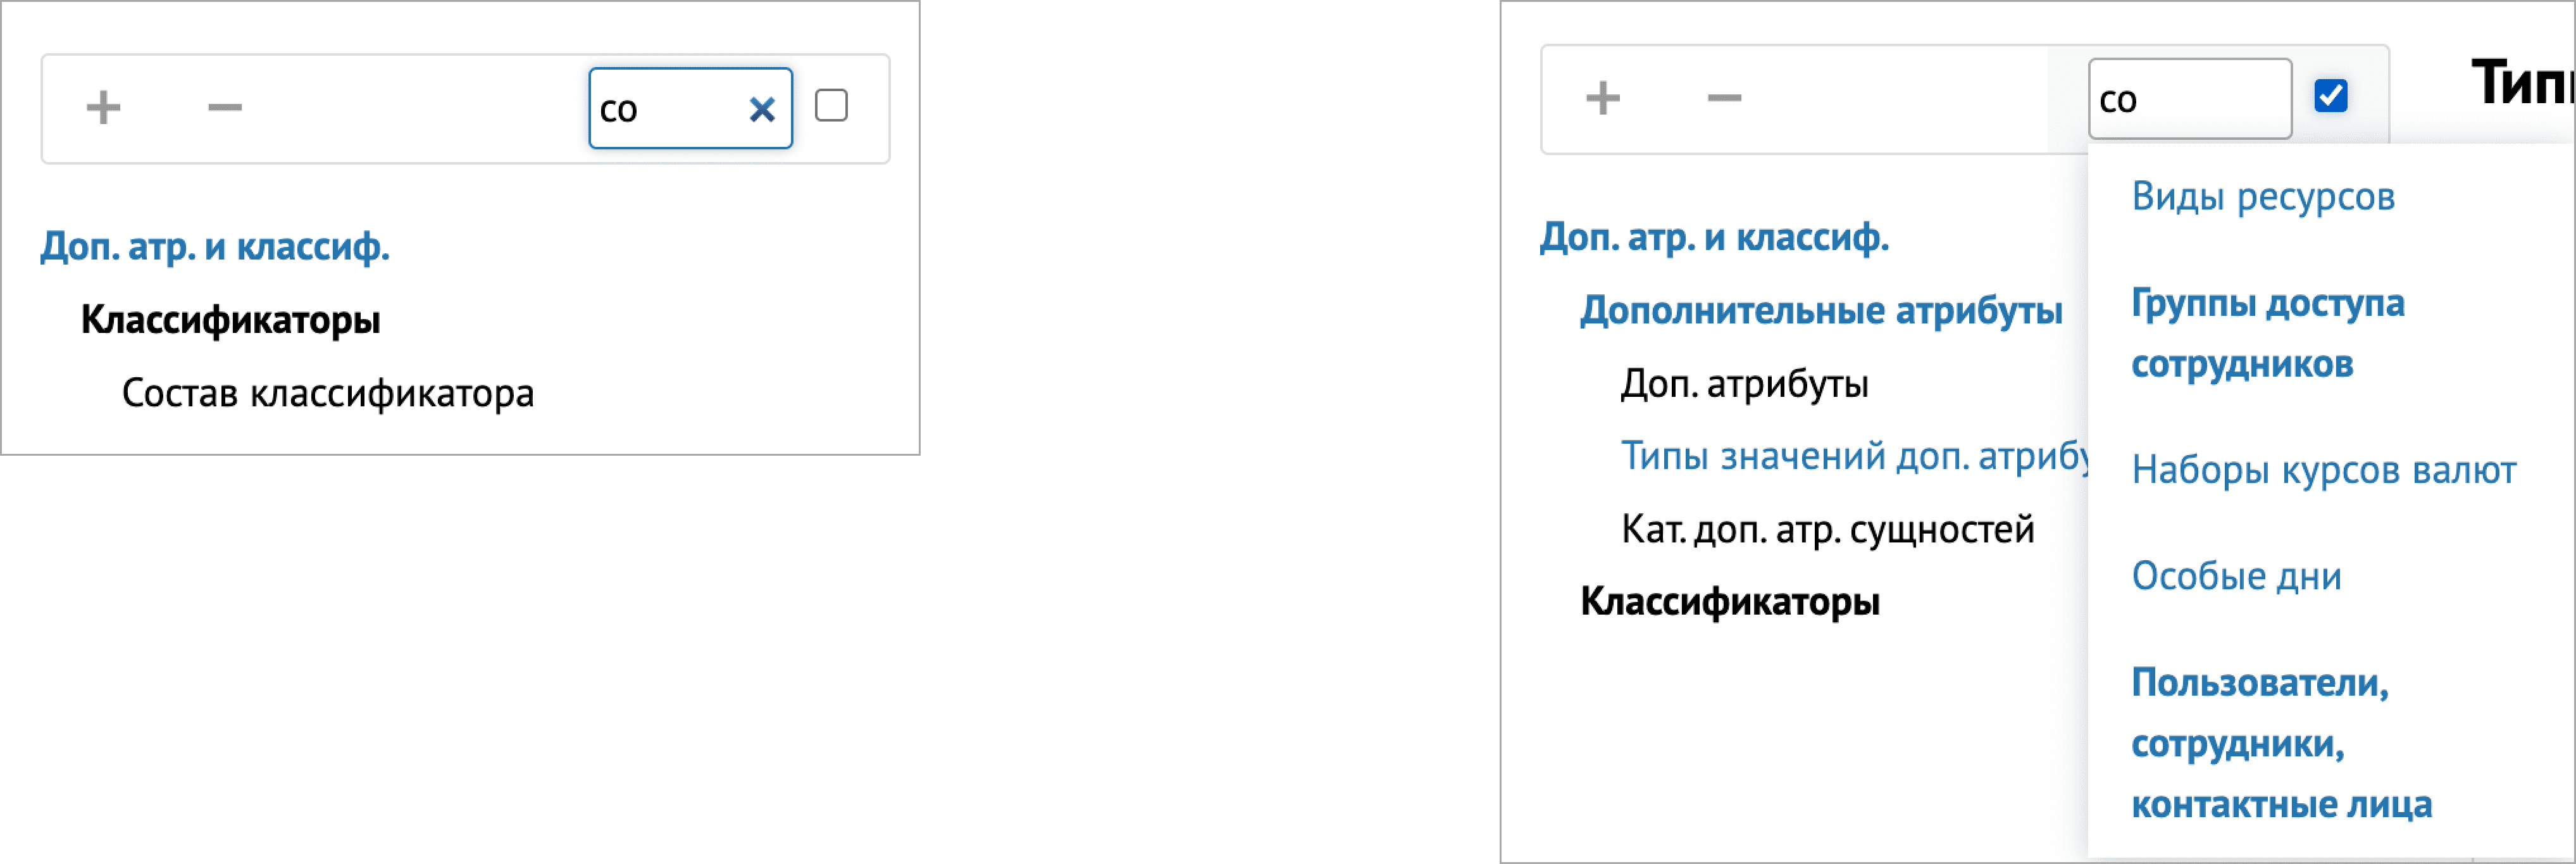 со
Доп. атр. и классиф.
Классификаторы
Состав классификатора
со
Тип
Доп. атр. и классиф.
Дополнительные атрибуты
Доп. атрибуты
Типы значений доп. атрибу
Кат. доп. атр. сущностей
Классификаторы
Виды ресурсов
Группы доступа
сотрудников
Наборы курсов валют
Особые дни
Пользователи,
сотрудники,
контактные лица